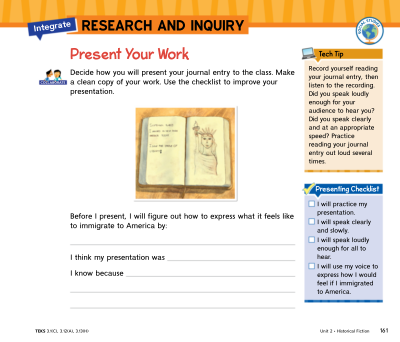 Integrate
RESEARCH AND INQUIRY
SOCIAL STUDIES
Present Your Work
COLLABORATE
Decide how you will present your journal entry to the class. Make
a clean copy of your work. Use the checklist to improve your
presentation.
Before I present, I will figure out how to express what it feels like
to immigrate to America by:
I think my presentation was
I know because
Tech Tip
Record yourself reading
your journal entry, then
listen to the recording.
Did you speak loudly
enough for your
audience to hear you?
Did you speak clearly
and at an appropriate
speed? Practice
reading your journal
entry out loud several
times.
Presenting Checklist
I will practice my
presentation.
I will speak clearly
and slowly.
I will speak loudly
enough for all to
hear.
I will use my voice to
express how I would
feel if I immigrated
to America.
Unit 2 • Historical Fiction
161